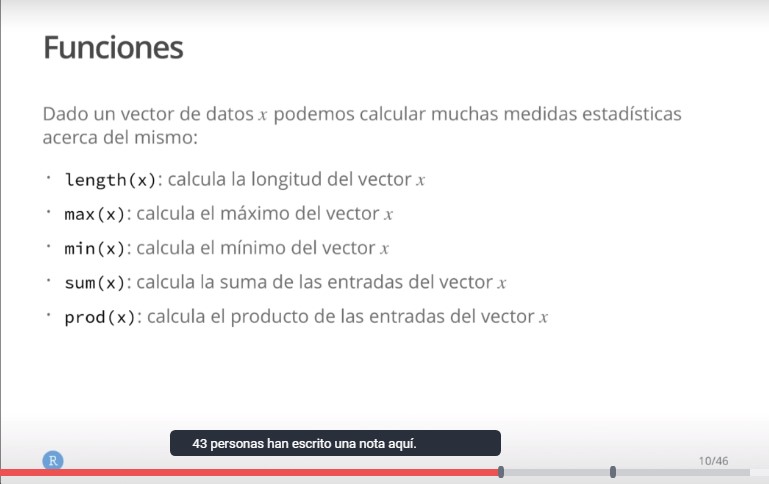 Funciones
Dado un vector de datos x podemos calcular muchas medidas estadísticas
acerca del mismo:
· length(x): calcula la longitud del vector x
· max(x): calcula el máximo del vector x
· min(x): calcula el mínimo del vector x
· sum(x): calcula la suma de las entradas del vector x
· prod(x): calcula el producto de las entradas del vector x
43 personas han escrito una nota aquí.
R
10/46